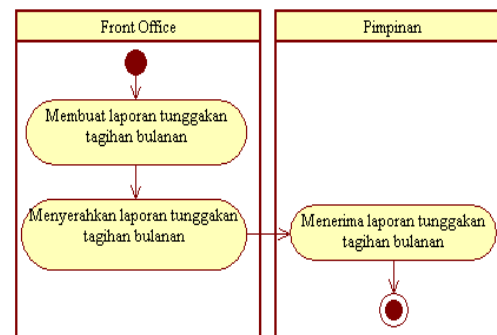 Front Office
Pimpinan
Membuat laporan tunggakan
tagihan bulanan
Menyerahkan laporan tunggakan
tagihan bulanan
Menerima laporan tunggakan
tagihan bulanan